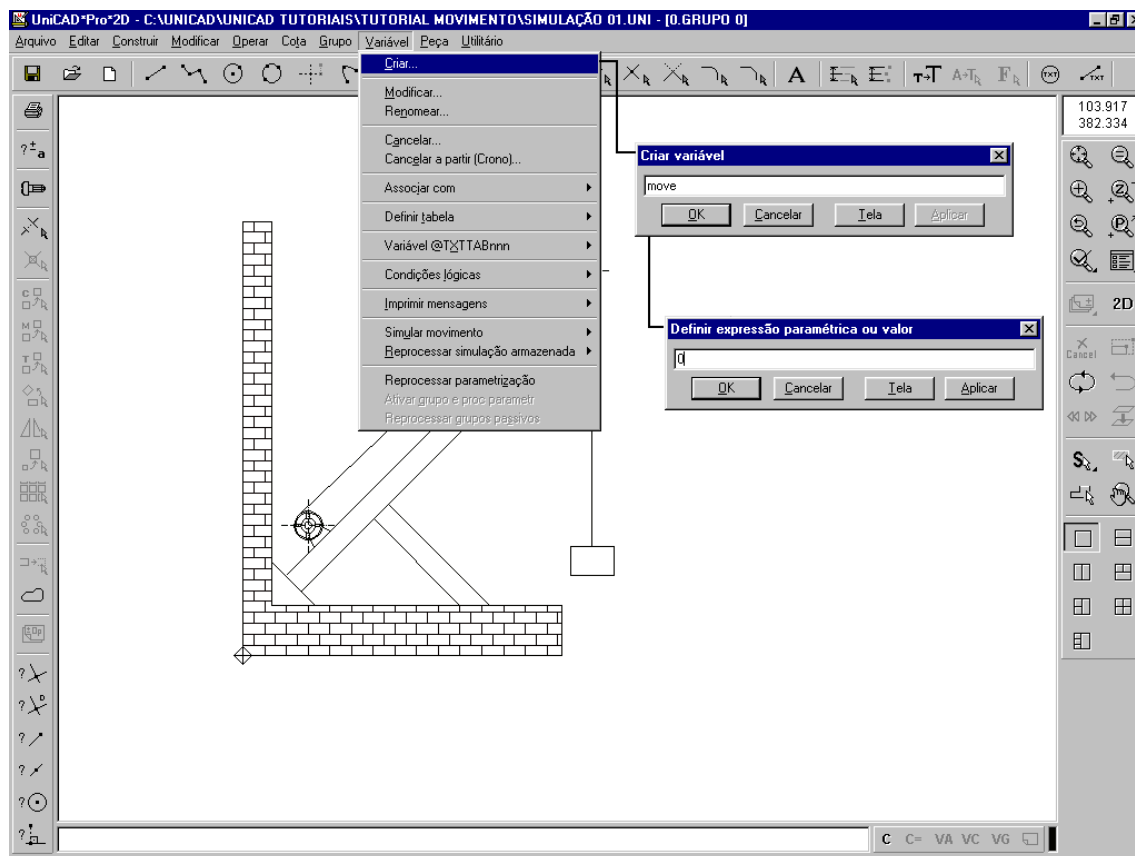 UniCAD*Pro*2D - C:\UNICAD\UNICAD TUTORIAIS\TUTORIAL MOVIMENTO\SIMULAÇÃO 01.UNI - [0.GRUPO 0]
Arquivo Editar Construir Modificar Operar Cota Grupo Variável Peça Utilitário
Criar...
Modificar...
Renomear...
Cancelar...
Cancelar a partir (Crono)...
Associar com
Definir tabela
Variável @TXTTABnnn
Condições lógicas
Imprimir mensagens
Simular movimento
Reprocessar simulação armazenada
Reprocessar parametrização
Ativar grupo e proc parametr
Reprocessar grupos passivos
Criar variável
move
OK Cancelar Tela Aplicar
Definir expressão paramétrica ou valor
0
OK Cancelar Tela Aplicar
103.917
382.334
2D
Cancel
C C= VA VC VG